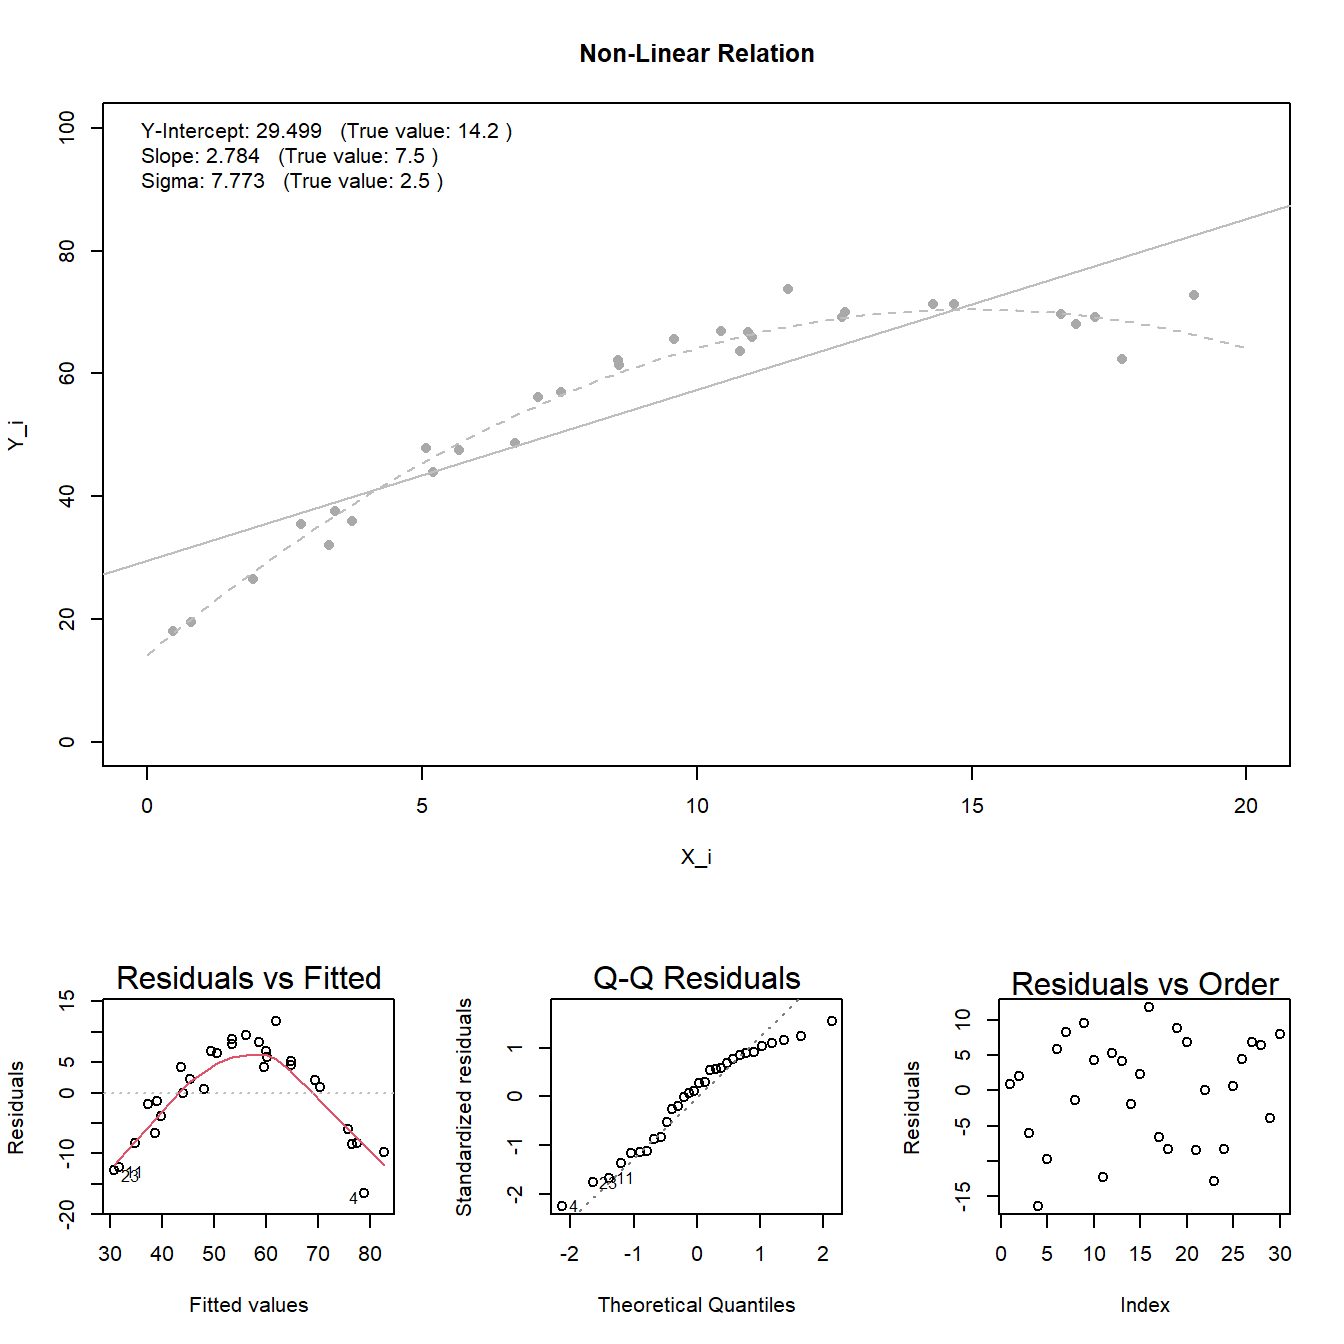 Non-Linear Relation
Y-Intercept: 29.499 (True value: 14.2 )
Slope: 2.784 (True value: 7.5 )
Sigma: 7.773 (True value: 2.5 )
100
80
60
40
20
0
Y_i
0 5 10 15 20
X_i
Residuals vs Fitted
15
5
0
-10
-20
Residuals
11
23
4
30 40 50 60 70 80
Fitted values
Q-Q Residuals
1
0
-1
-2
Standardized residuals
11
23
4
-2 -1 0 1 2
Theoretical Quantiles
Residuals vs Order
10
5
0
-5
-15
Residuals
0 5 10 15 20 25 30
Index